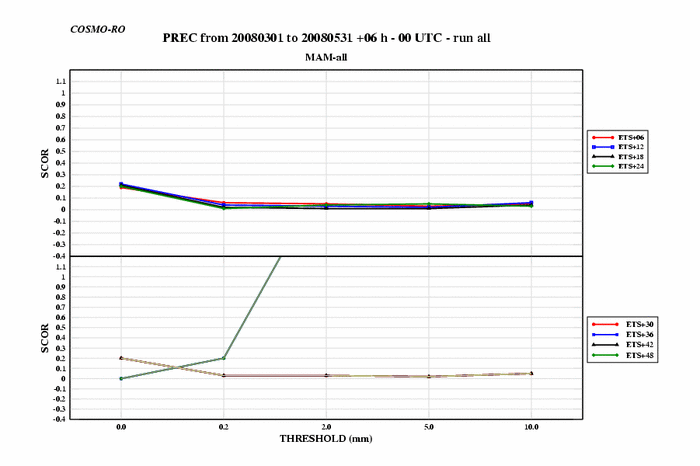 COSMO-RO
PREC from 20080301 to 20080531 +06 h - 00 UTC - run all
MAM-all
1.1
1
0.9
0.8
0.7
0.6
0.5
0.4
0.3
0.2
0.1
0
-0.1
-0.2
-0.3
-0.4
SCOR
ETS+06
ETS+12
ETS+18
ETS+24
1.1
1
0.9
0.8
0.7
0.6
0.5
0.4
0.3
0.2
0.1
0
-0.1
-0.2
-0.3
-0.4
SCOR
ETS+30
ETS+36
ETS+42
ETS+48
0.0 0.2 2.0 5.0 10.0
THRESHOLD (mm)